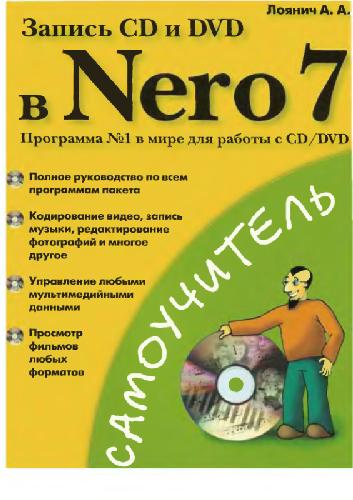 Лоянич А. А.
Запись CD и DVD
в Nero 7
Программа №1 в мире для работы с CD/DVD
Полное руководство по всем
программам пакета
Кодирование видео, запись
музыки, редактирование
фотографий и многое
другое
Управление любыми
мультимедийными
данными
Просмотр
фильмов
любых
форматов
САМОУЧИТЕЛЬ